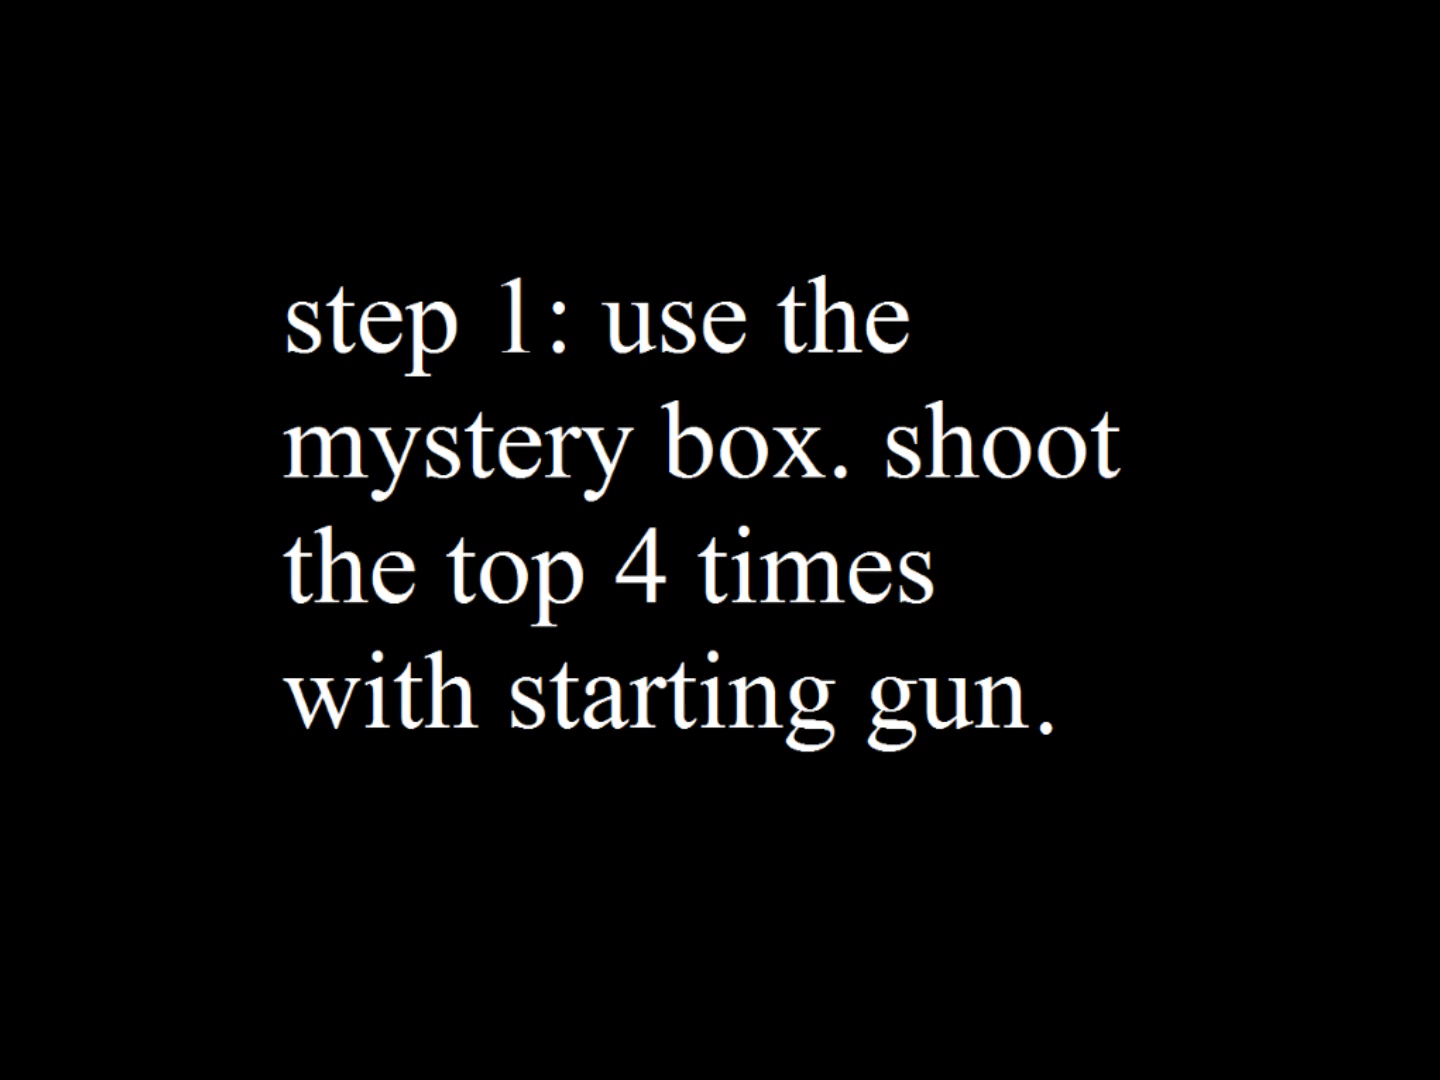 step 1: use the
mystery box. shoot
the top 4 times
with starting gun.